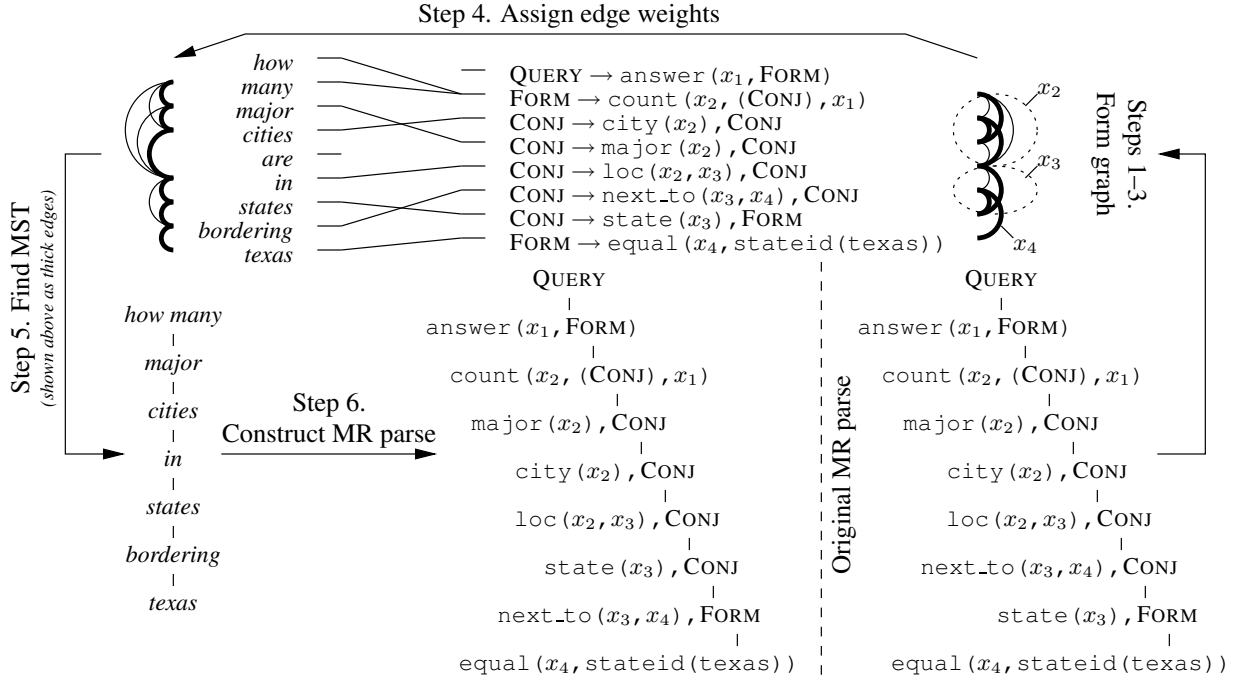 Step 4. Assign edge weights
how
many
major
cities
are
in
states
bordering
texas
QUERY → answer(x₁, FORM)
FORM → count(x₂, (CONJ), x₁)
CONJ → city(x₂), CONJ
CONJ → major(x₂), CONJ
CONJ → loc(x₂, x₃), CONJ
CONJ → next_to(x₃, x₄), CONJ
CONJ → state(x₃), FORM
FORM → equal(x₄, stateid(texas))
x₂
x₃
x₄
Steps 1–3.
Form graph
Step 5. Find MST
(shown above as thick edges)
how many
major
cities
in
states
bordering
texas
Step 6.
Construct MR parse
QUERY
answer(x₁, FORM)
count(x₂, (CONJ), x₁)
major(x₂), CONJ
city(x₂), CONJ
loc(x₂, x₃), CONJ
state(x₃), CONJ
next_to(x₃, x₄), FORM
equal(x₄, stateid(texas))
Original MR parse
QUERY
answer(x₁, FORM)
count(x₂, (CONJ), x₁)
major(x₂), CONJ
city(x₂), CONJ
loc(x₂, x₃), CONJ
next_to(x₃, x₄), CONJ
state(x₃), FORM
equal(x₄, stateid(texas))